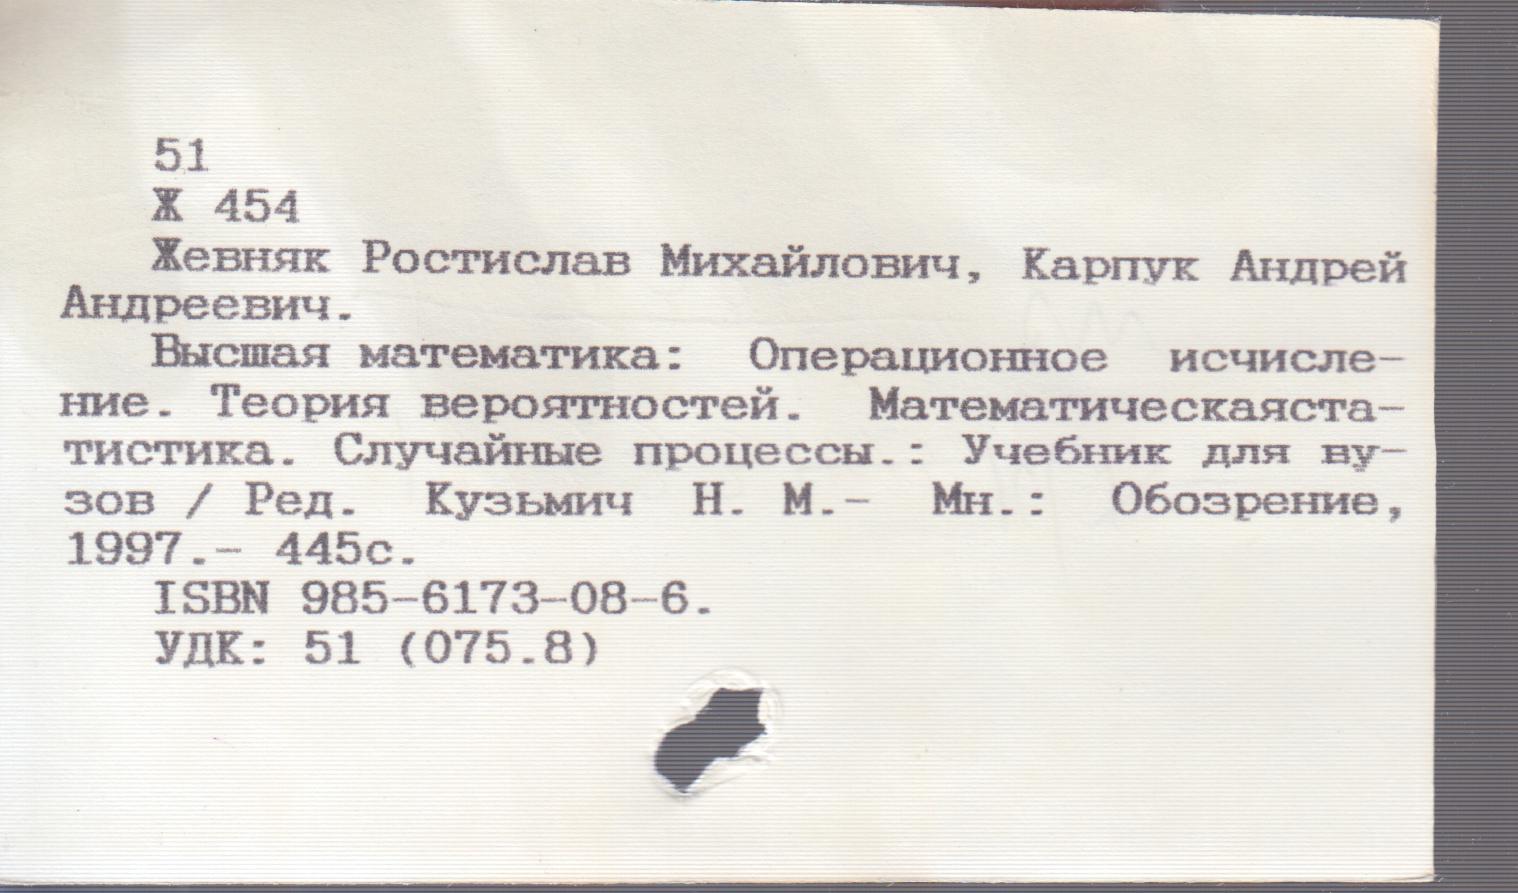 51
Ж 454
Жевняк Ростислав Михайлович, Карпук Андрей
Андреевич.
Высшая математика: Операционное исчисле-
ние. Теория вероятностей. Математическаяста-
тистика. Случайные процессы.: Учебник для ву-
зов / Ред. Кузьмич Н. М.- Мн.: Обозрение,
1997.- 445с.
ISBN 985-6173-08-6.
УДК: 51 (075.8)